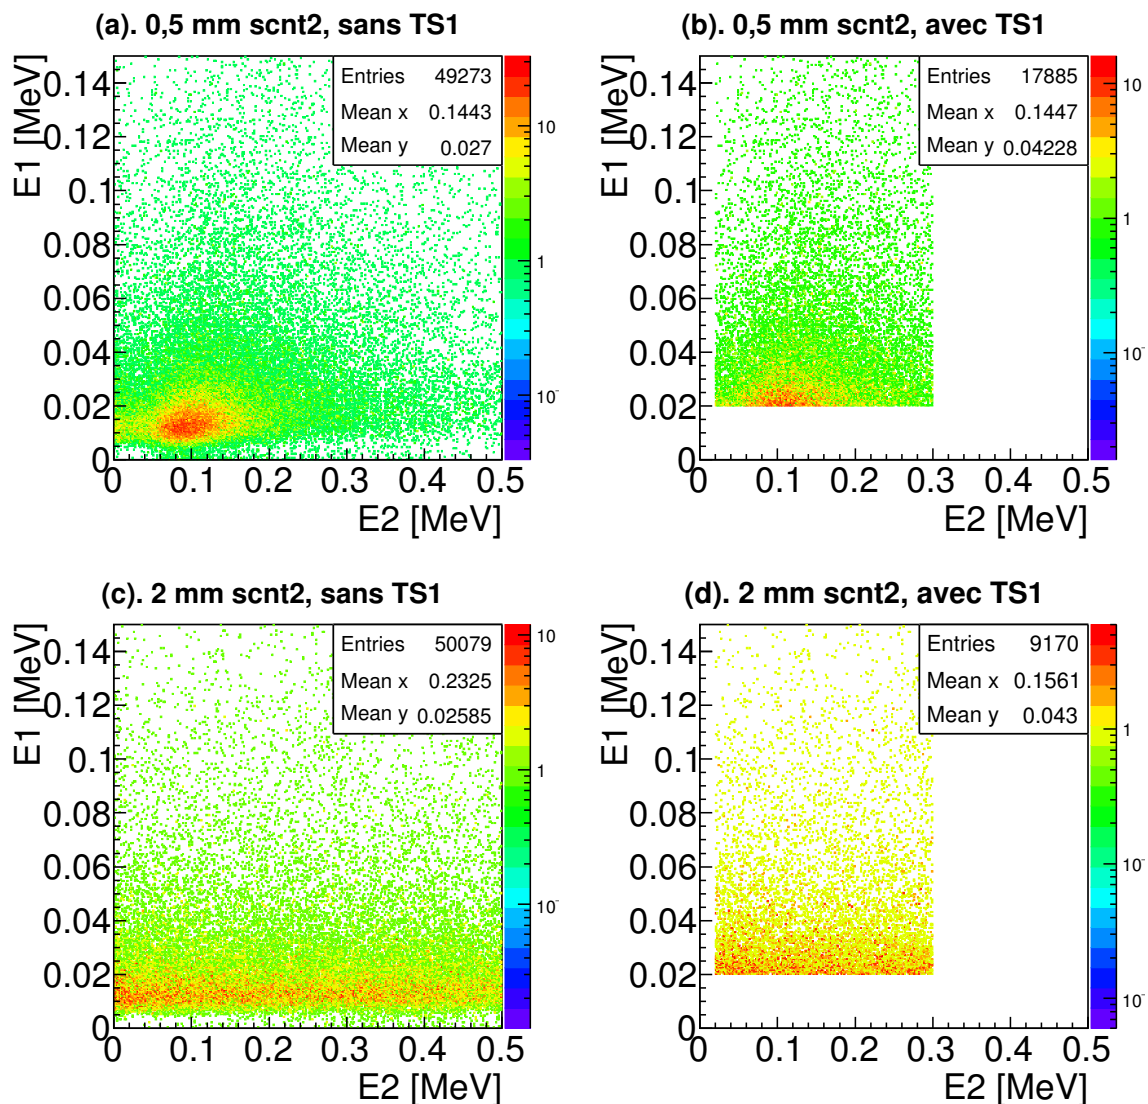 (a). 0,5 mm scnt2, sans TS1
E1 [MeV]
0.14
0.12
0.1
0.08
0.06
0.04
0.02
0
Entries 49273
Mean x 0.1443
Mean y 0.027
10
1
10⁻
0 0.1 0.2 0.3 0.4 0.5
E2 [MeV]
(b). 0,5 mm scnt2, avec TS1
E1 [MeV]
0.14
0.12
0.1
0.08
0.06
0.04
0.02
0
Entries 17885
Mean x 0.1447
Mean y 0.04228
10
1
10⁻
0 0.1 0.2 0.3 0.4 0.5
E2 [MeV]
(c). 2 mm scnt2, sans TS1
E1 [MeV]
0.14
0.12
0.1
0.08
0.06
0.04
0.02
0
Entries 50079
Mean x 0.2325
Mean y 0.02585
10
1
10⁻
0 0.1 0.2 0.3 0.4 0.5
E2 [MeV]
(d). 2 mm scnt2, avec TS1
E1 [MeV]
0.14
0.12
0.1
0.08
0.06
0.04
0.02
0
Entries 9170
Mean x 0.1561
Mean y 0.043
1
10⁻
10⁻
0 0.1 0.2 0.3 0.4 0.5
E2 [MeV]